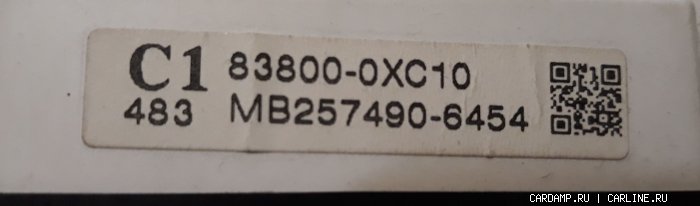 C1 83800-0XC10
483 MB257490-6454
CARDAMP.RU | CARLINE.RU